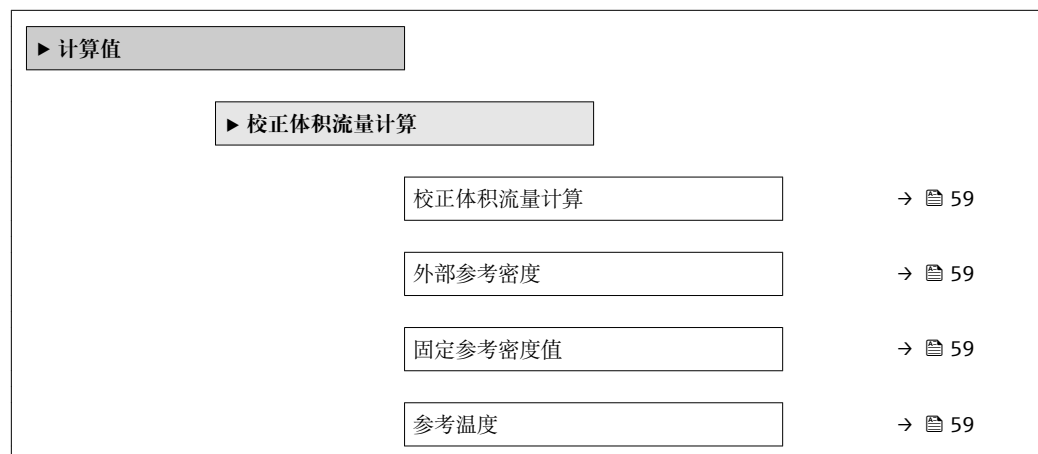 ▶ 计算值
▶ 校正体积流量计算
校正体积流量计算 → 59
外部参考密度 → 59
固定参考密度值 → 59
参考温度 → 59